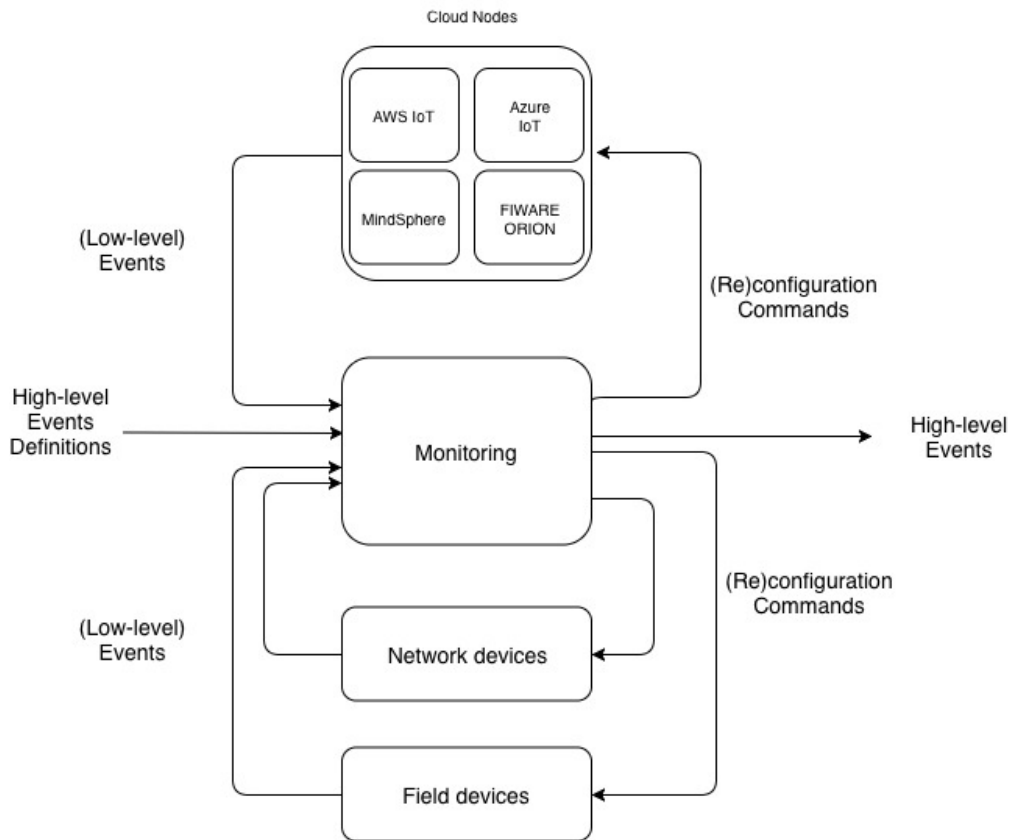 Cloud Nodes
AWS IoT
Azure
IoT
MindSphere
FIWARE
ORION
(Low-level)
Events
(Re)configuration
Commands
High-level
Events
Definitions
Monitoring
High-level
Events
(Re)configuration
Commands
(Low-level)
Events
Network devices
Field devices